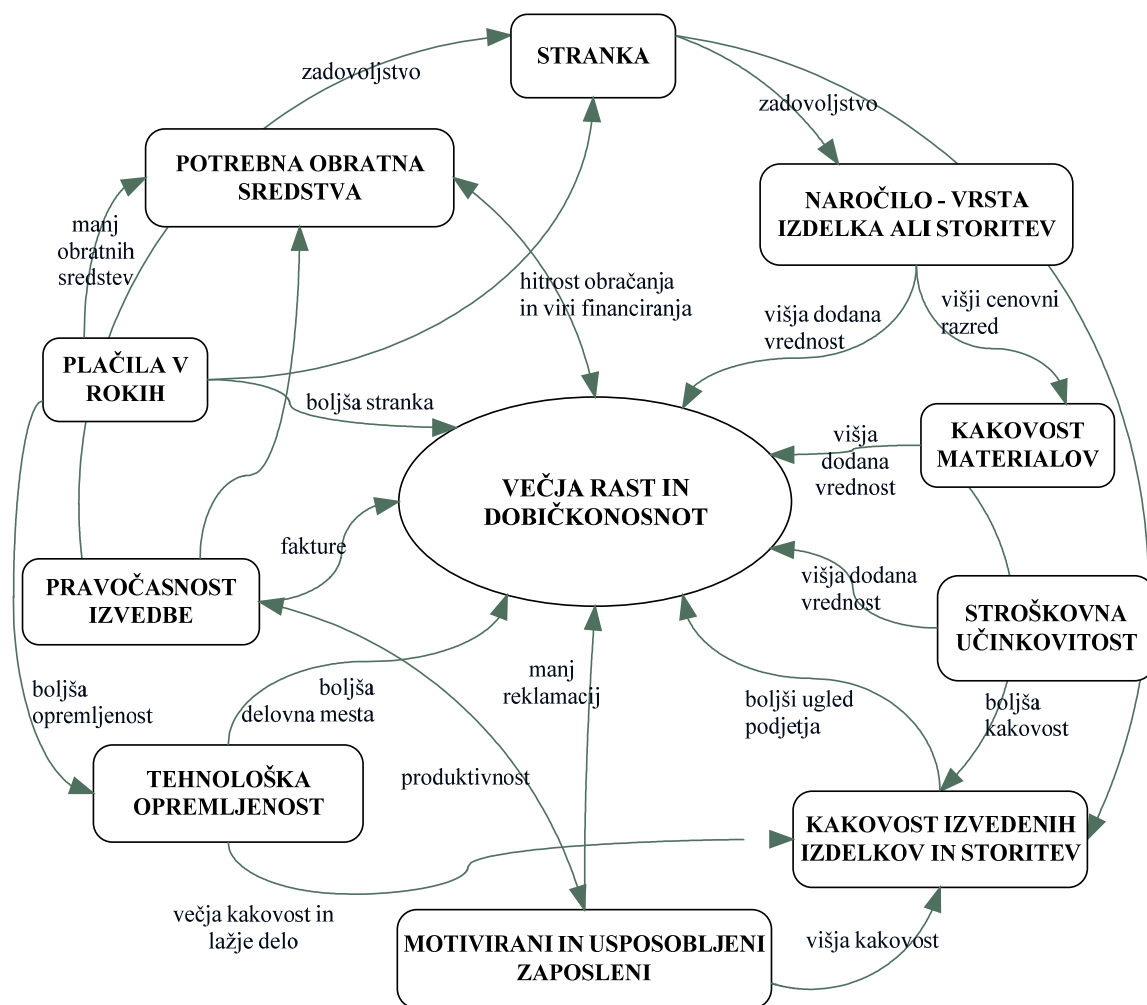 STRANKA
zadovoljstvo
zadovoljstvo
POTREBNA OBRATNA
SREDSTVA
NAROČILO - VRSTA
IZDELKA ALI STORITEV
manj
obratnih
sredstev
hitrost obračanja
in viri financiranja
višja dodana
vrednost
višji cenovni
razred
PLAČILA V
ROKIH
boljša stranka
KAKOVOST
MATERIALOV
višja
dodana
vrednost
VEČJA RAST IN
DOBIČKONOSNOT
fakture
PRAVOČASNOST
IZVEDBE
višja dodana
vrednost
STROŠKOVNA
UČINKOVITOST
boljša
opremljenost
boljša
delovna mesta
manj
reklamacij
boljši ugled
podjetja
boljša
kakovost
TEHNOLOŠKA
OPREMLJENOST
produktivnost
KAKOVOST IZVEDENIH
IZDELKOV IN STORITEV
večja kakovost in
lažje delo
MOTIVIRANI IN USPOSOBLJENI
ZAPOSLENI
višja kakovost